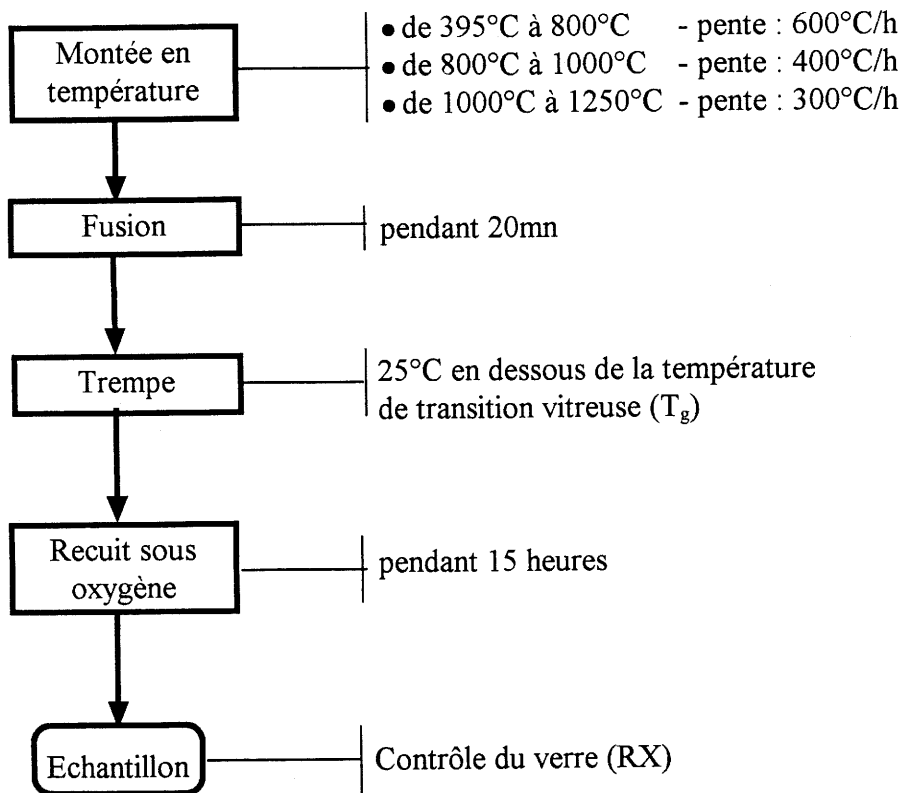 Montée en
température
• de 395°C à 800°C - pente : 600°C/h
• de 800°C à 1000°C - pente : 400°C/h
• de 1000°C à 1250°C - pente : 300°C/h
Fusion
pendant 20mn
Trempe
25°C en dessous de la température
de transition vitreuse (Tg)
Recuit sous
oxygène
pendant 15 heures
Echantillon
Contrôle du verre (RX)